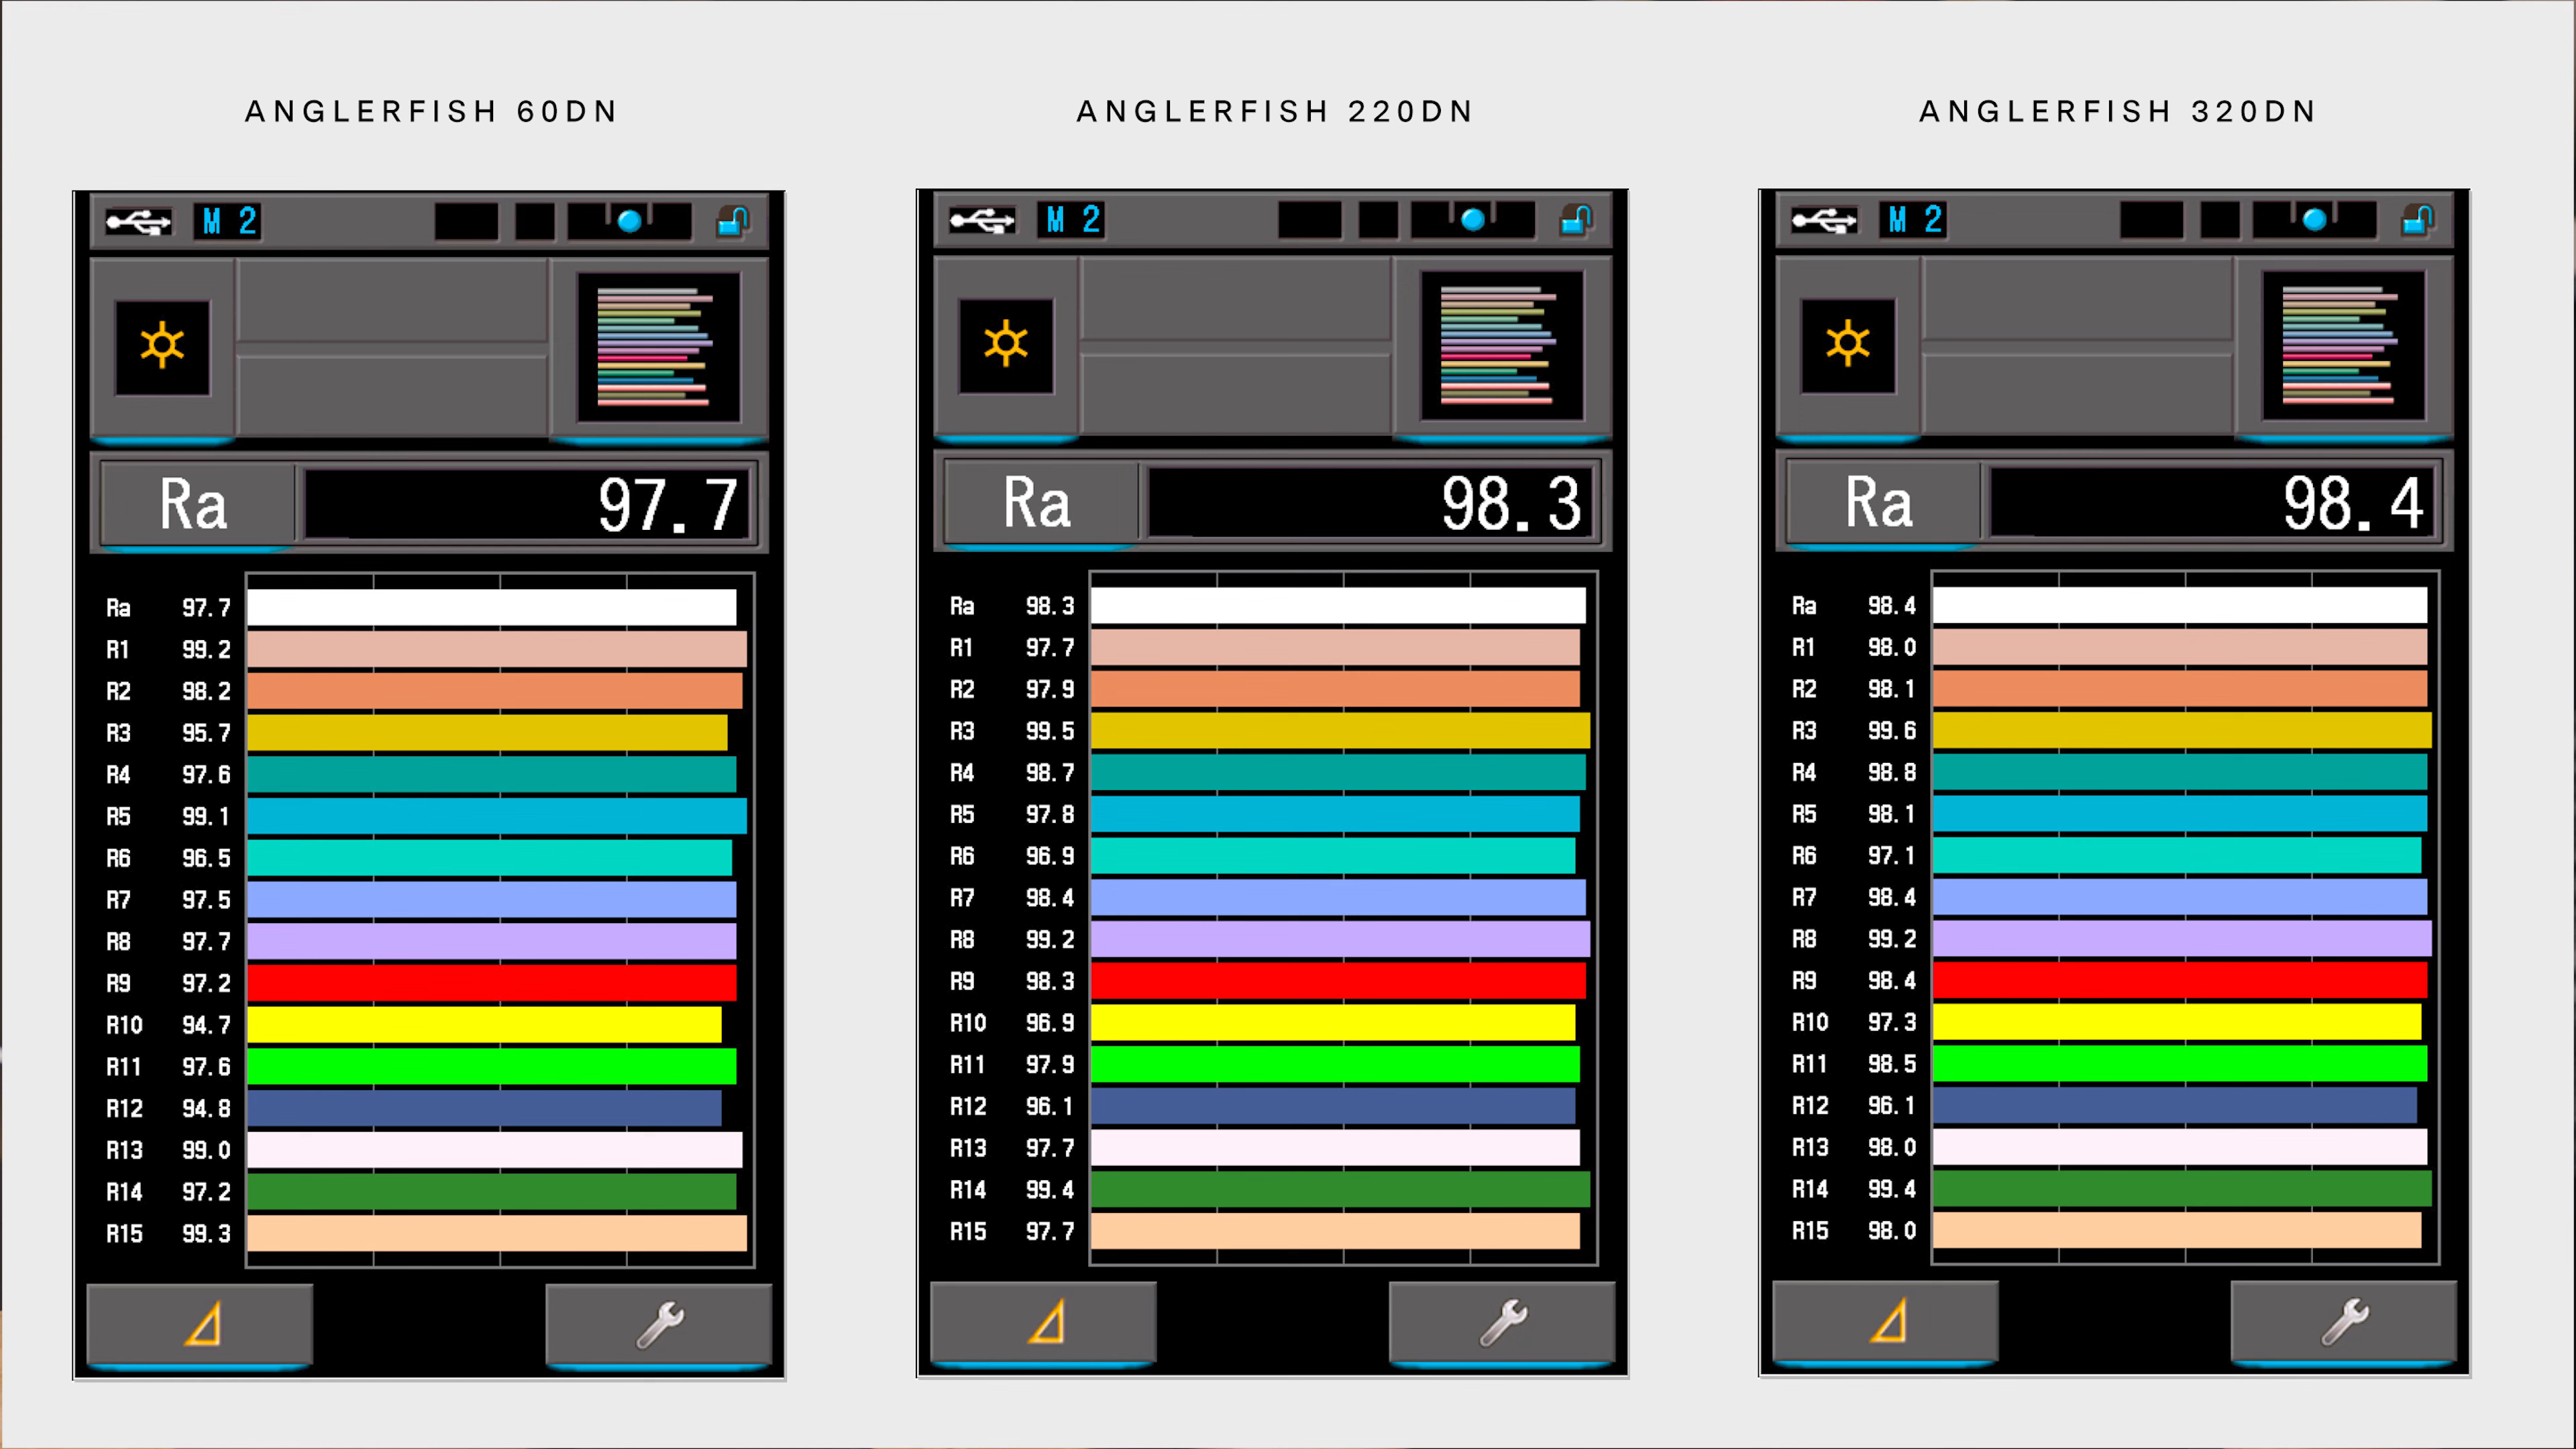 ANGLERFISH 60DN
M 2
Ra 97.7
Ra 97.7
R1 99.2
R2 98.2
R3 95.7
R4 97.6
R5 99.1
R6 96.5
R7 97.5
R8 97.7
R9 97.2
R10 94.7
R11 97.6
R12 94.8
R13 99.0
R14 97.2
R15 99.3
ANGLERFISH 220DN
M 2
Ra 98.3
Ra 98.3
R1 97.7
R2 97.9
R3 99.5
R4 98.7
R5 97.8
R6 96.9
R7 98.4
R8 99.2
R9 98.3
R10 96.9
R11 97.9
R12 96.1
R13 97.7
R14 99.4
R15 97.7
ANGLERFISH 320DN
M 2
Ra 98.4
Ra 98.4
R1 98.0
R2 98.1
R3 99.6
R4 98.8
R5 98.1
R6 97.1
R7 98.4
R8 99.2
R9 98.4
R10 97.3
R11 98.5
R12 96.1
R13 98.0
R14 99.4
R15 98.0